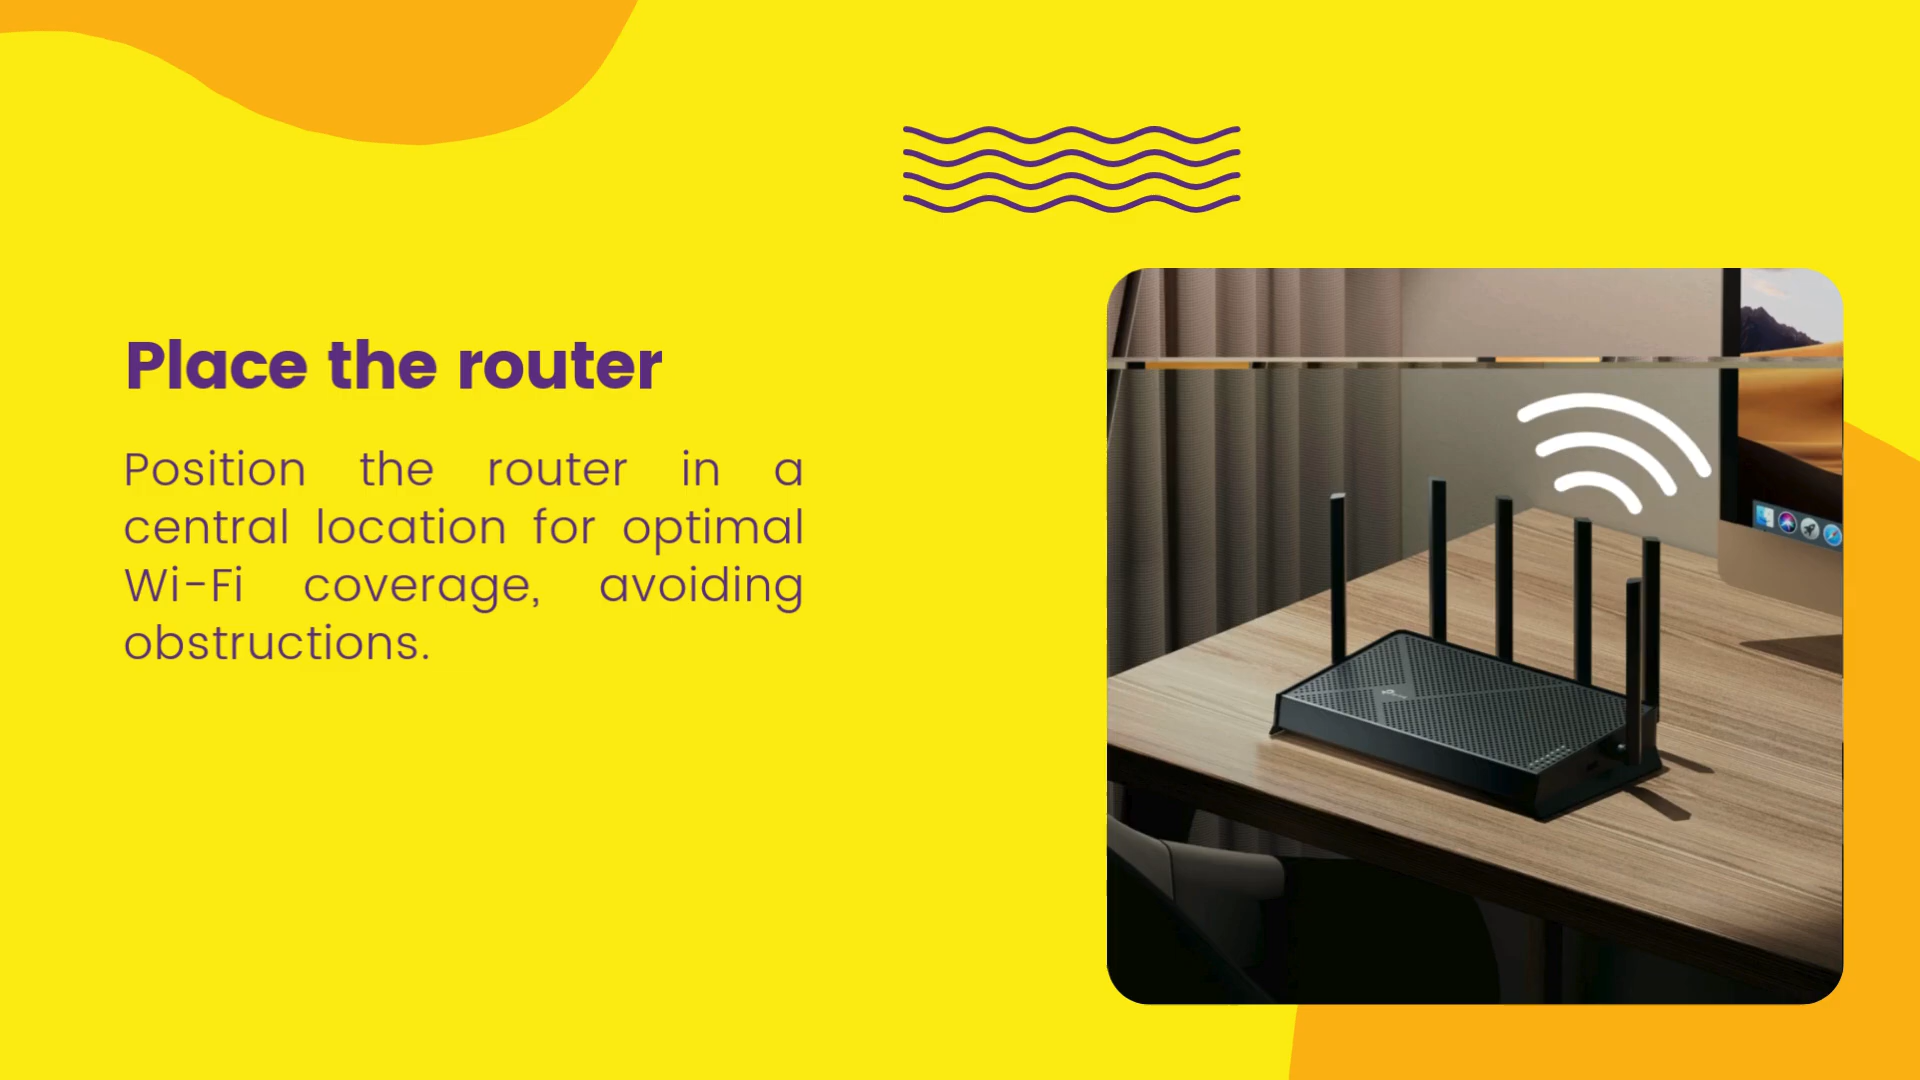 Place the router
Position the router in a
central location for optimal
Wi-Fi coverage, avoiding
obstructions.